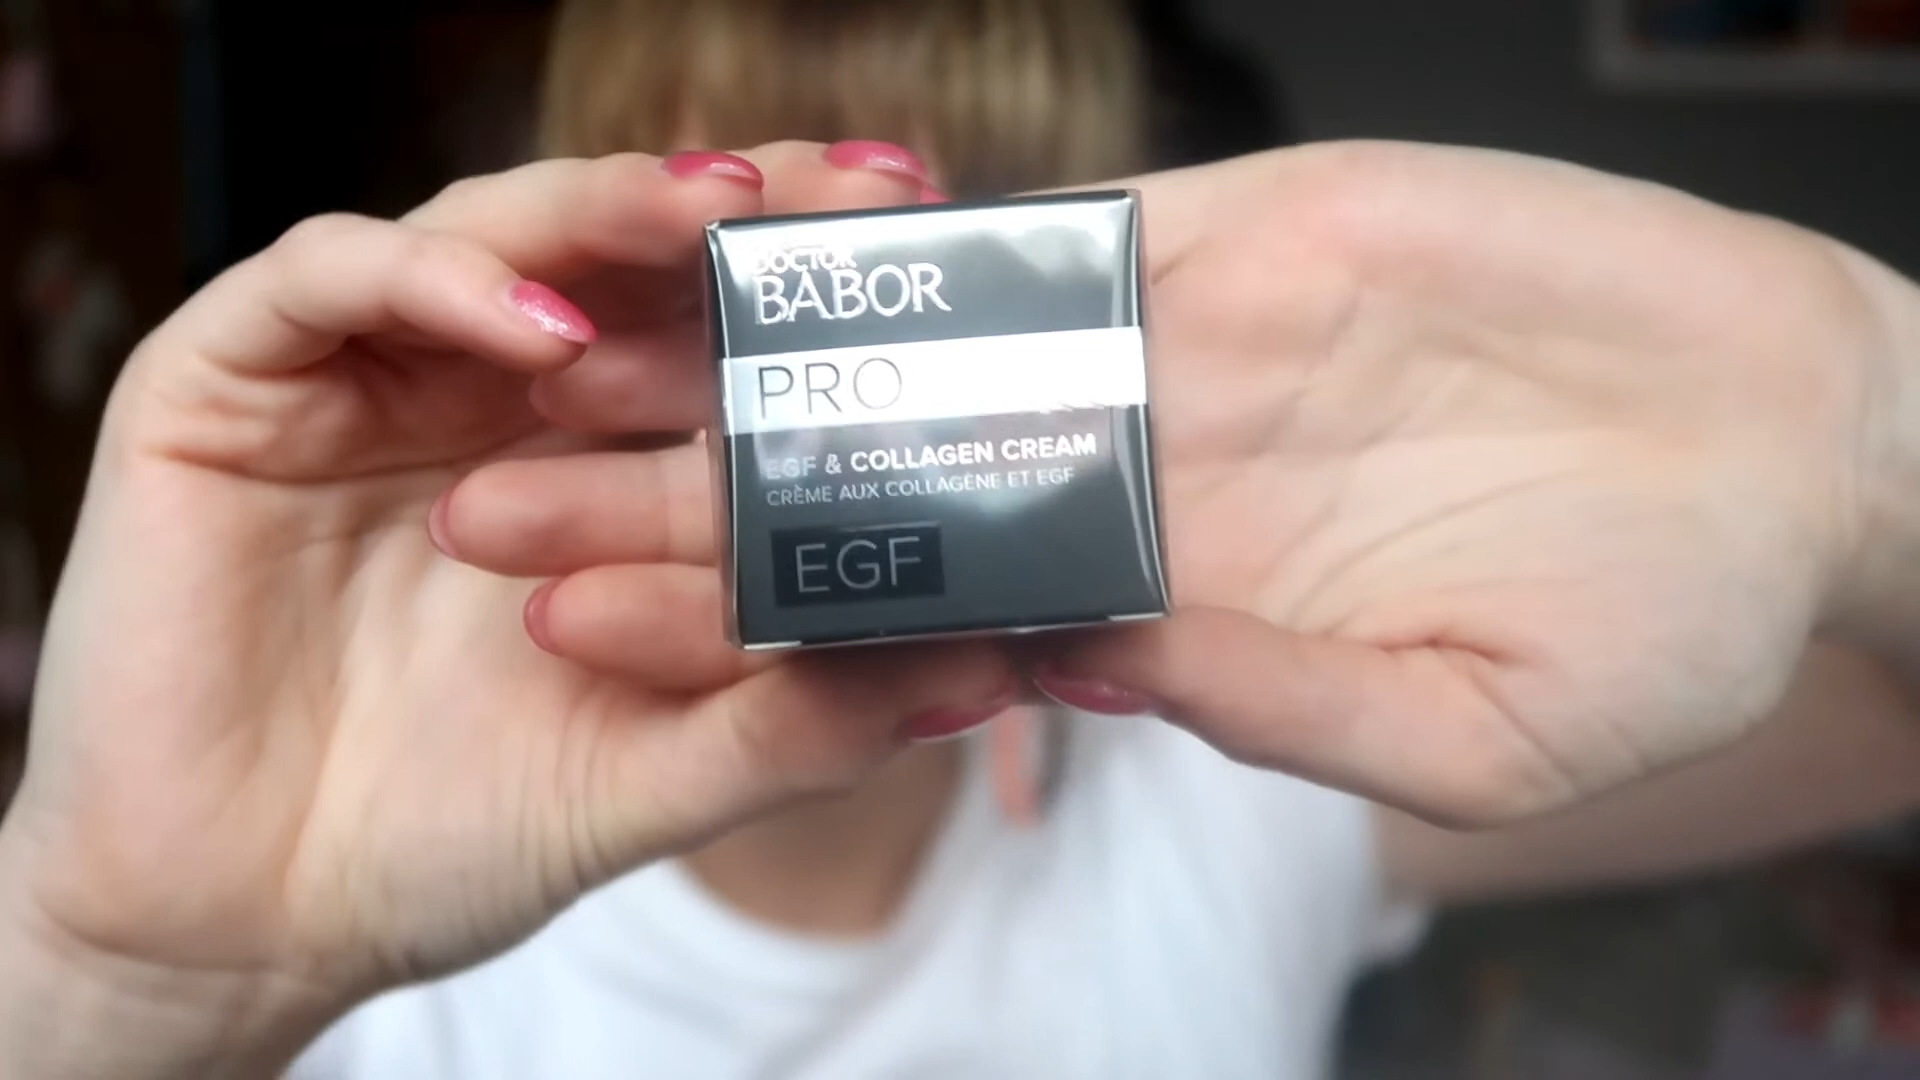 DOCTOR
BABOR
PRO
EGF & COLLAGEN CREAM
CRÈME AUX COLLAGÈNE ET EGF
EGF